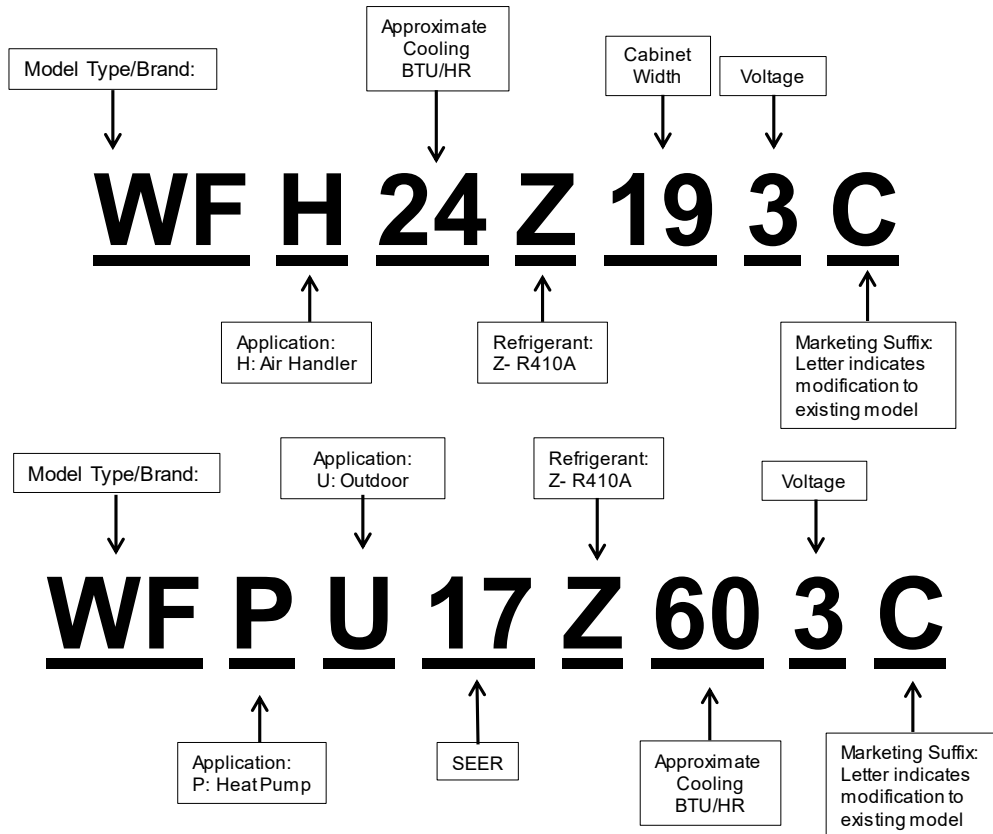 Model Type/Brand:
Approximate
Cooling
BTU/HR
Cabinet
Width
Voltage
WF H 24 Z 19 3 C
Application:
H: Air Handler
Refrigerant:
Z- R410A
Marketing Suffix:
Letter indicates
modification to
existing model
Model Type/Brand:
Application:
U: Outdoor
Refrigerant:
Z- R410A
Voltage
WF P U 17 Z 60 3 C
Application:
P: Heat Pump
SEER
Approximate
Cooling
BTU/HR
Marketing Suffix:
Letter indicates
modification to
existing model